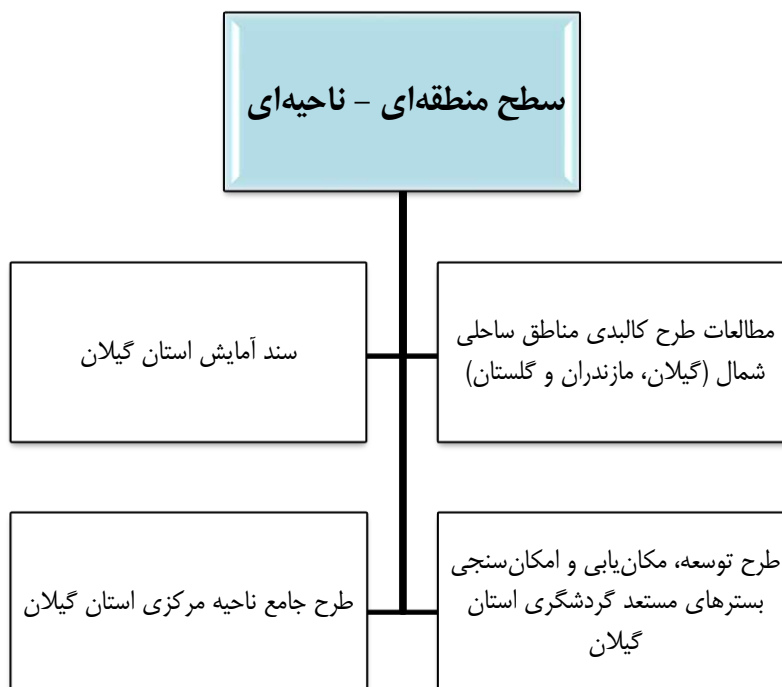 سطح منطقه‌ای – ناحیه‌ای
مطالعات طرح کالبدی مناطق ساحلی
شمال (گیلان، مازندران و گلستان)
سند آمایش استان گیلان
طرح توسعه، مکان‌یابی و امکان‌سنجی
بسترهای مستعد گردشگری استان
گیلان
طرح جامع ناحیه مرکزی استان گیلان